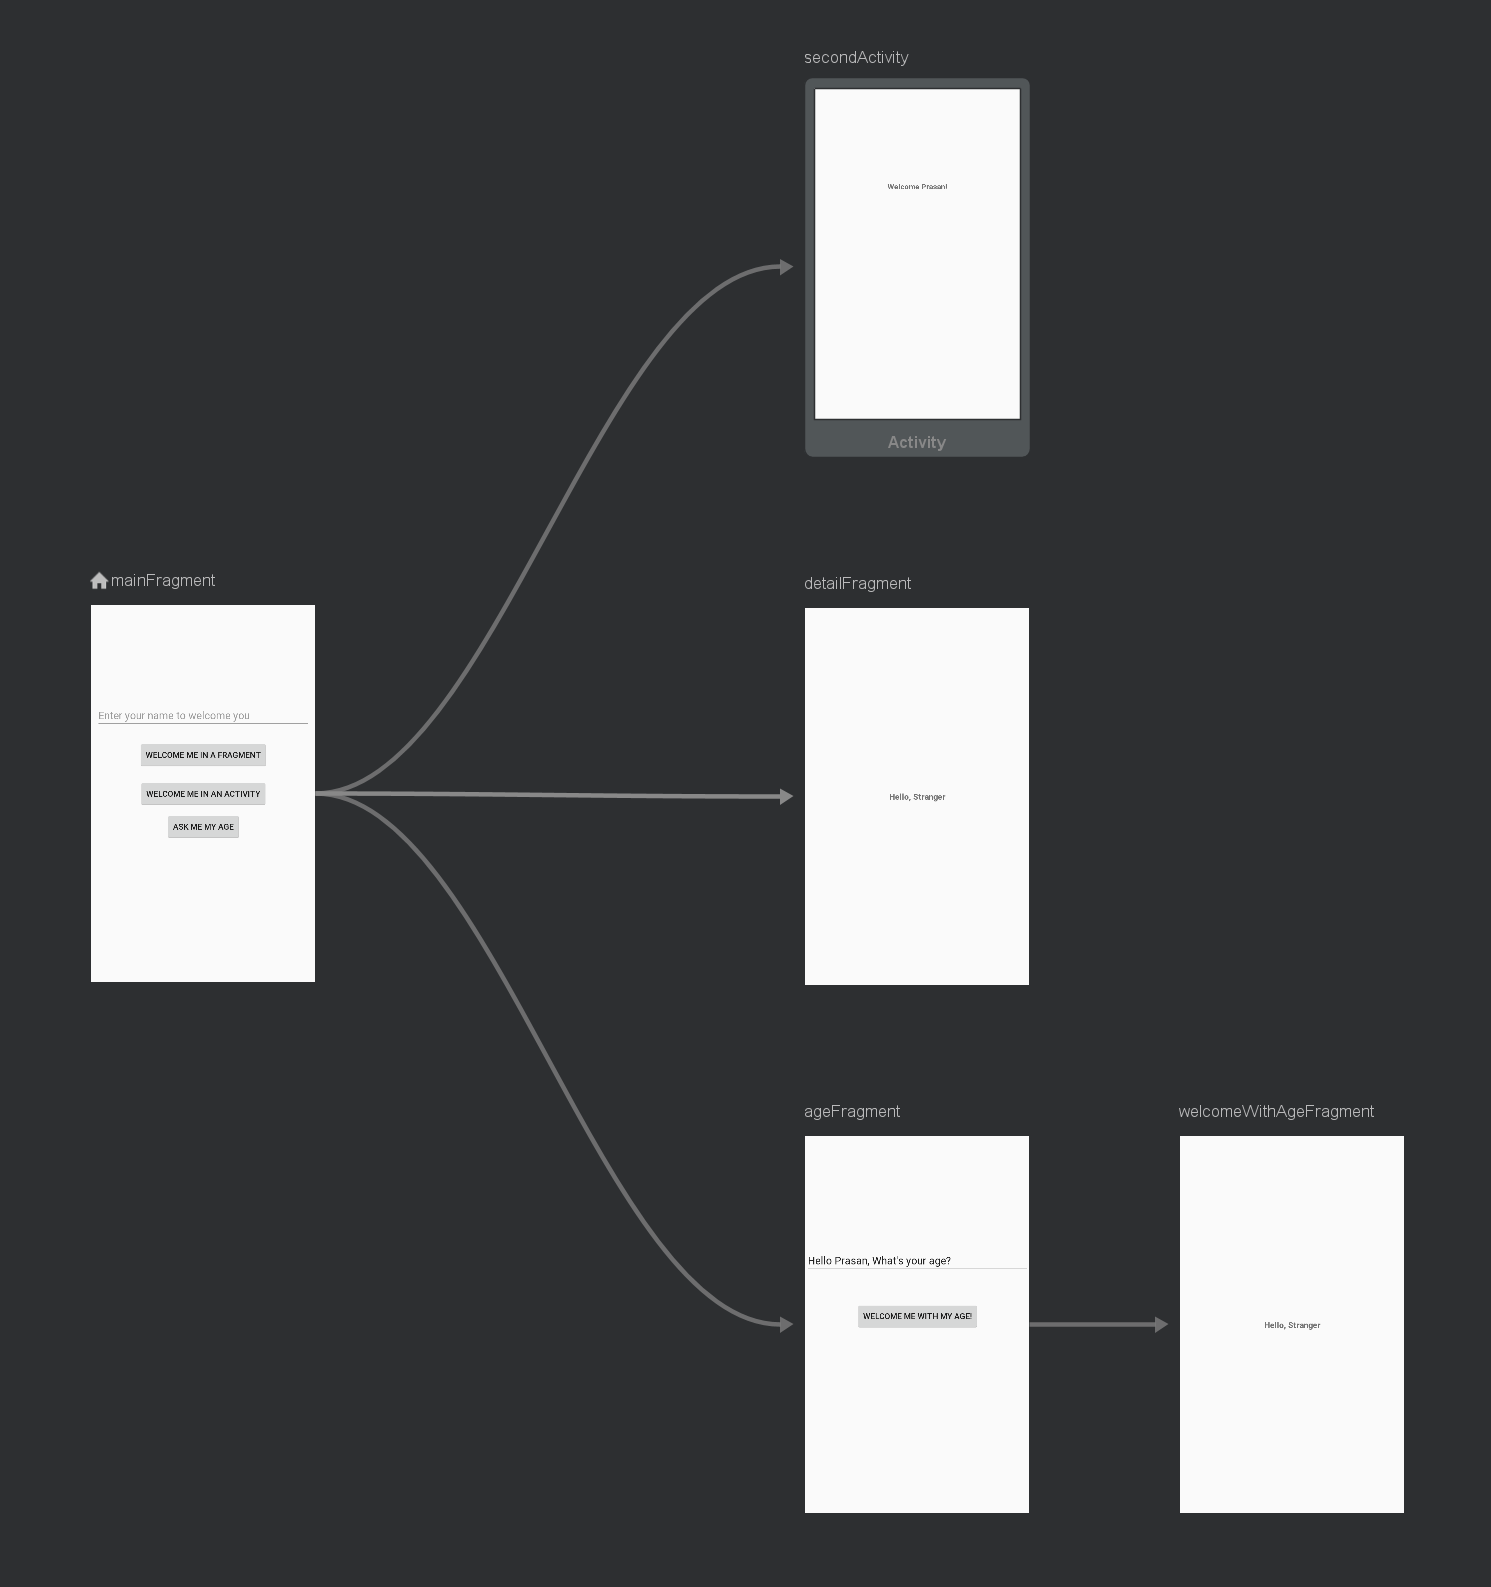 secondActivity
Welcome Prasan!
Activity
mainFragment
Enter your name to welcome you
WELCOME ME IN A FRAGMENT
WELCOME ME IN AN ACTIVITY
ASK ME MY AGE
detailFragment
Hello, Stranger
ageFragment
Hello Prasan, What's your age?
WELCOME ME WITH MY AGE!
welcomeWithAgeFragment
Hello, Stranger